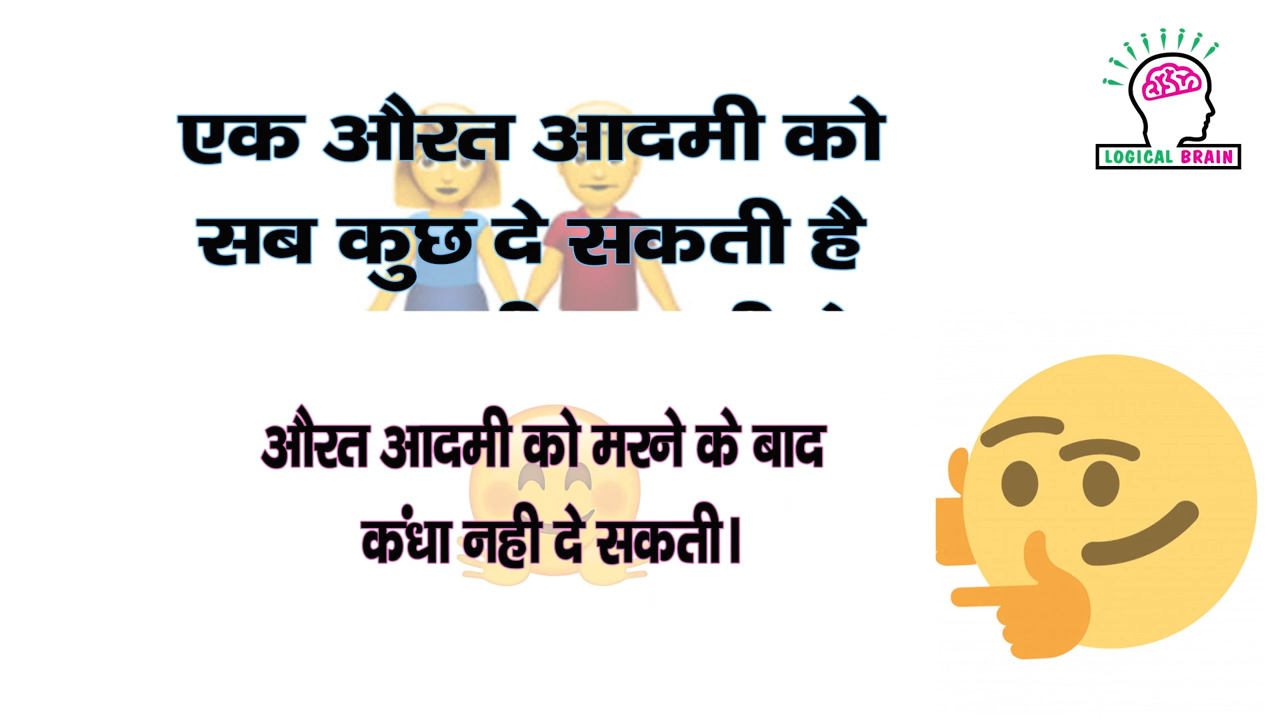 LOGICAL BRAIN
एक औरत आदमी को
सब कुछ दे सकती है
औरत आदमी को मरने के बाद
कंधा नही दे सकती।